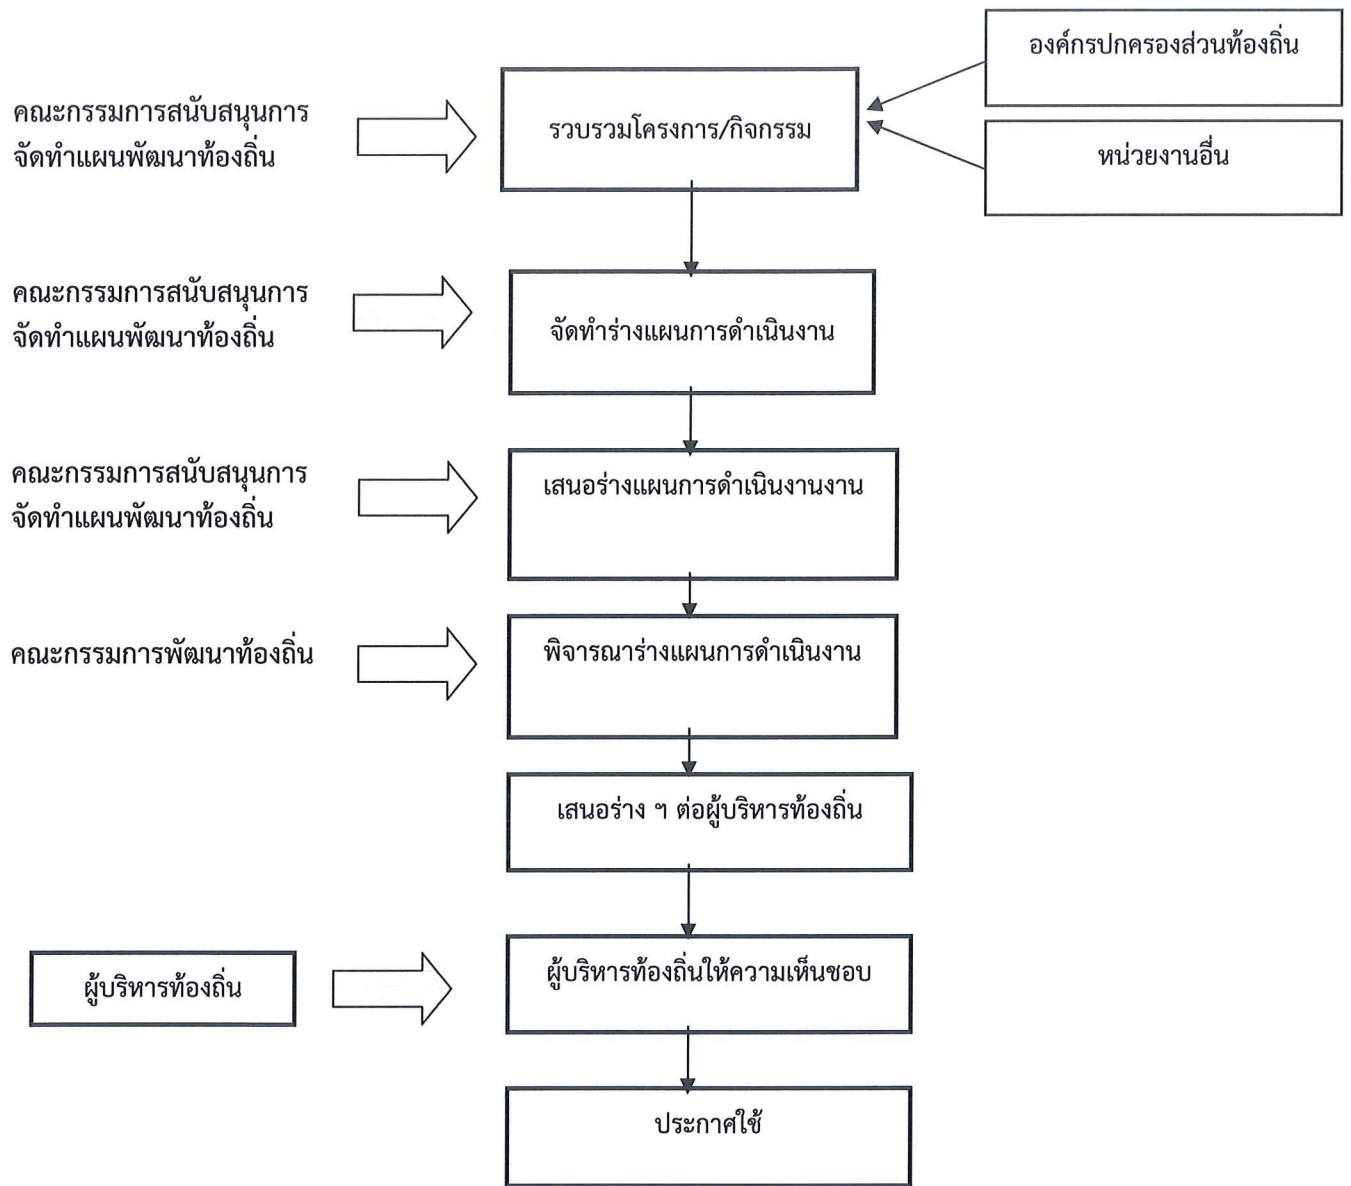 องค์กรปกครองส่วนท้องถิ่น
คณะกรรมการสนับสนุนการ
จัดทำแผนพัฒนาท้องถิ่น
รวบรวมโครงการ/กิจกรรม
หน่วยงานอื่น
คณะกรรมการสนับสนุนการ
จัดทำแผนพัฒนาท้องถิ่น
จัดทำร่างแผนการดำเนินงาน
คณะกรรมการสนับสนุนการ
จัดทำแผนพัฒนาท้องถิ่น
เสนอร่างแผนการดำเนินงานงาน
คณะกรรมการพัฒนาท้องถิ่น
พิจารณาร่างแผนการดำเนินงาน
เสนอร่าง ฯ ต่อผู้บริหารท้องถิ่น
ผู้บริหารท้องถิ่น
ผู้บริหารท้องถิ่นให้ความเห็นชอบ
ประกาศใช้